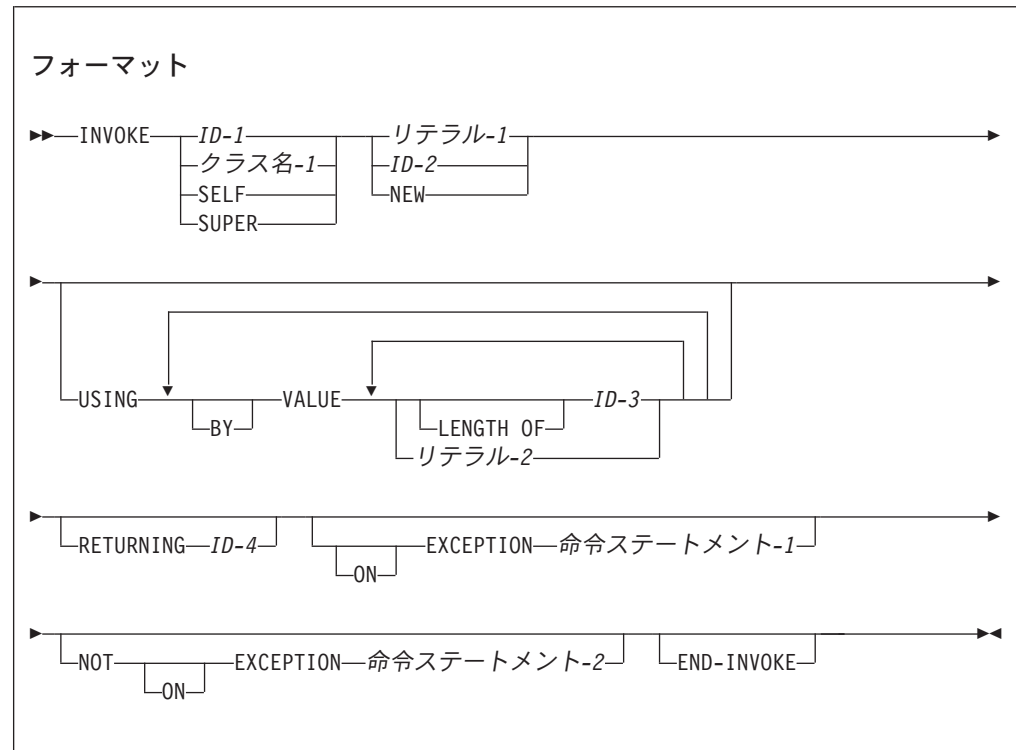 フォーマット
INVOKE ID-1 リテラル-1
クラス名-1 ID-2
SELF NEW
SUPER
USING BY VALUE LENGTH OF ID-3
リテラル-2
RETURNING ID-4 ON EXCEPTION 命令ステートメント-1
NOT ON EXCEPTION 命令ステートメント-2 END-INVOKE